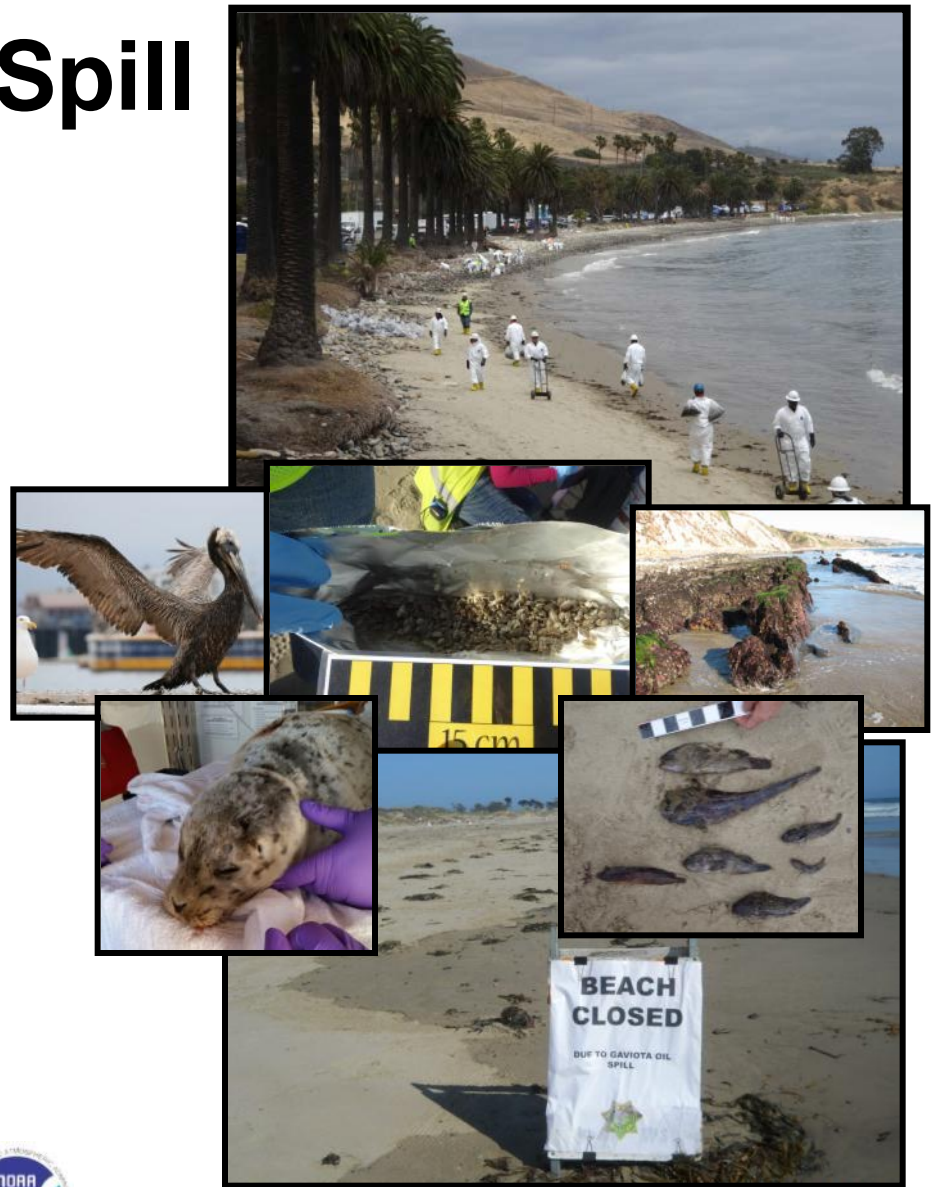 Spill
15 cm
BEACH
CLOSED
DUE TO GAVIOTA OIL
SPILL
NOAA